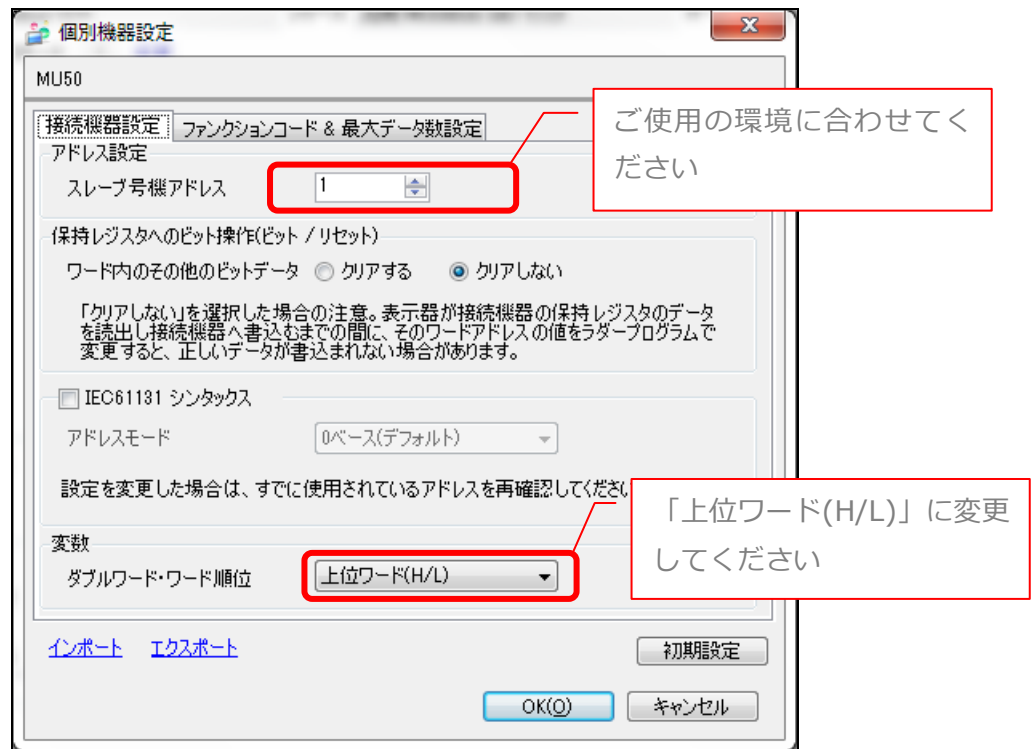 個別機器設定
MU50
ご使用の環境に合わせてく
ださい
接続機器設定 ファンクションコード & 最大データ数設定
アドレス設定
スレーブ号機アドレス 1
保持レジスタへのビット操作(ビット / リセット)
ワード内のその他のビットデータ クリアする クリアしない
「クリアしない」を選択した場合の注意。表示器が接続機器の保持レジスタのデータ
を読出し接続機器へ書込むまでの間に、そのワードアドレスの値をラダープログラムで
変更すると、正しいデータが書込まれない場合があります。
IEC61131 シンタックス
アドレスモード 0ベース(デフォルト)
設定を変更した場合は、すでに使用されているアドレスを再確認してください
「上位ワード(H/L)」に変更
してください
変数
ダブルワード・ワード順位 上位ワード(H/L)
インポート エクスポート 初期設定
OK(O) キャンセル